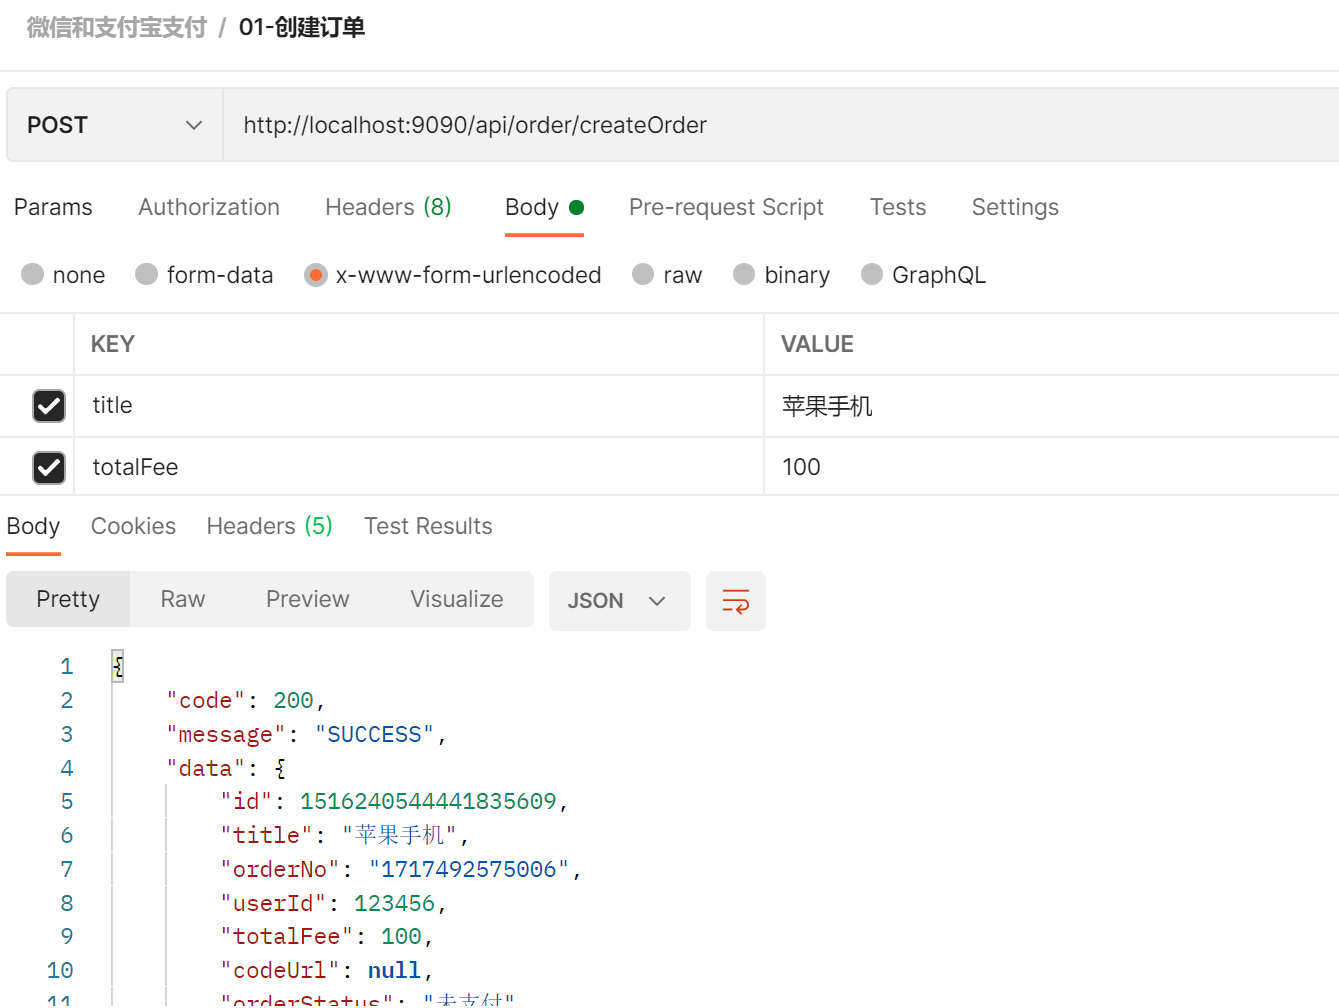 微信和支付宝支付 / 01-创建订单
POST http://localhost:9090/api/order/createOrder
Params Authorization Headers (8) Body Pre-request Script Tests Settings
none form-data x-www-form-urlencoded raw binary GraphQL
KEY VALUE
title 苹果手机
totalFee 100
Body Cookies Headers (5) Test Results
Pretty Raw Preview Visualize JSON
1 {
2 "code": 200,
3 "message": "SUCCESS",
4 "data": {
5 "id": 1516240544441835609,
6 "title": "苹果手机",
7 "orderNo": "1717492575006",
8 "userId": 123456,
9 "totalFee": 100,
10 "codeUrl": null,
11 "orderStatus": "未支付"